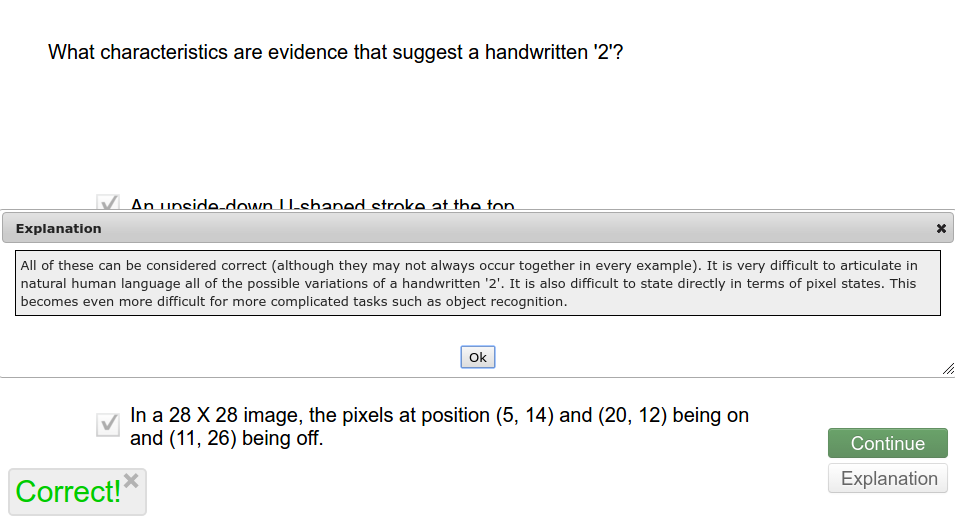 What characteristics are evidence that suggest a handwritten '2'?
An upside-down U-shaped stroke at the top
Explanation
All of these can be considered correct (although they may not always occur together in every example). It is very difficult to articulate in
natural human language all of the possible variations of a handwritten '2'. It is also difficult to state directly in terms of pixel states. This
becomes even more difficult for more complicated tasks such as object recognition.
Ok
In a 28 X 28 image, the pixels at position (5, 14) and (20, 12) being on
and (11, 26) being off.
Continue
Explanation
Correct!